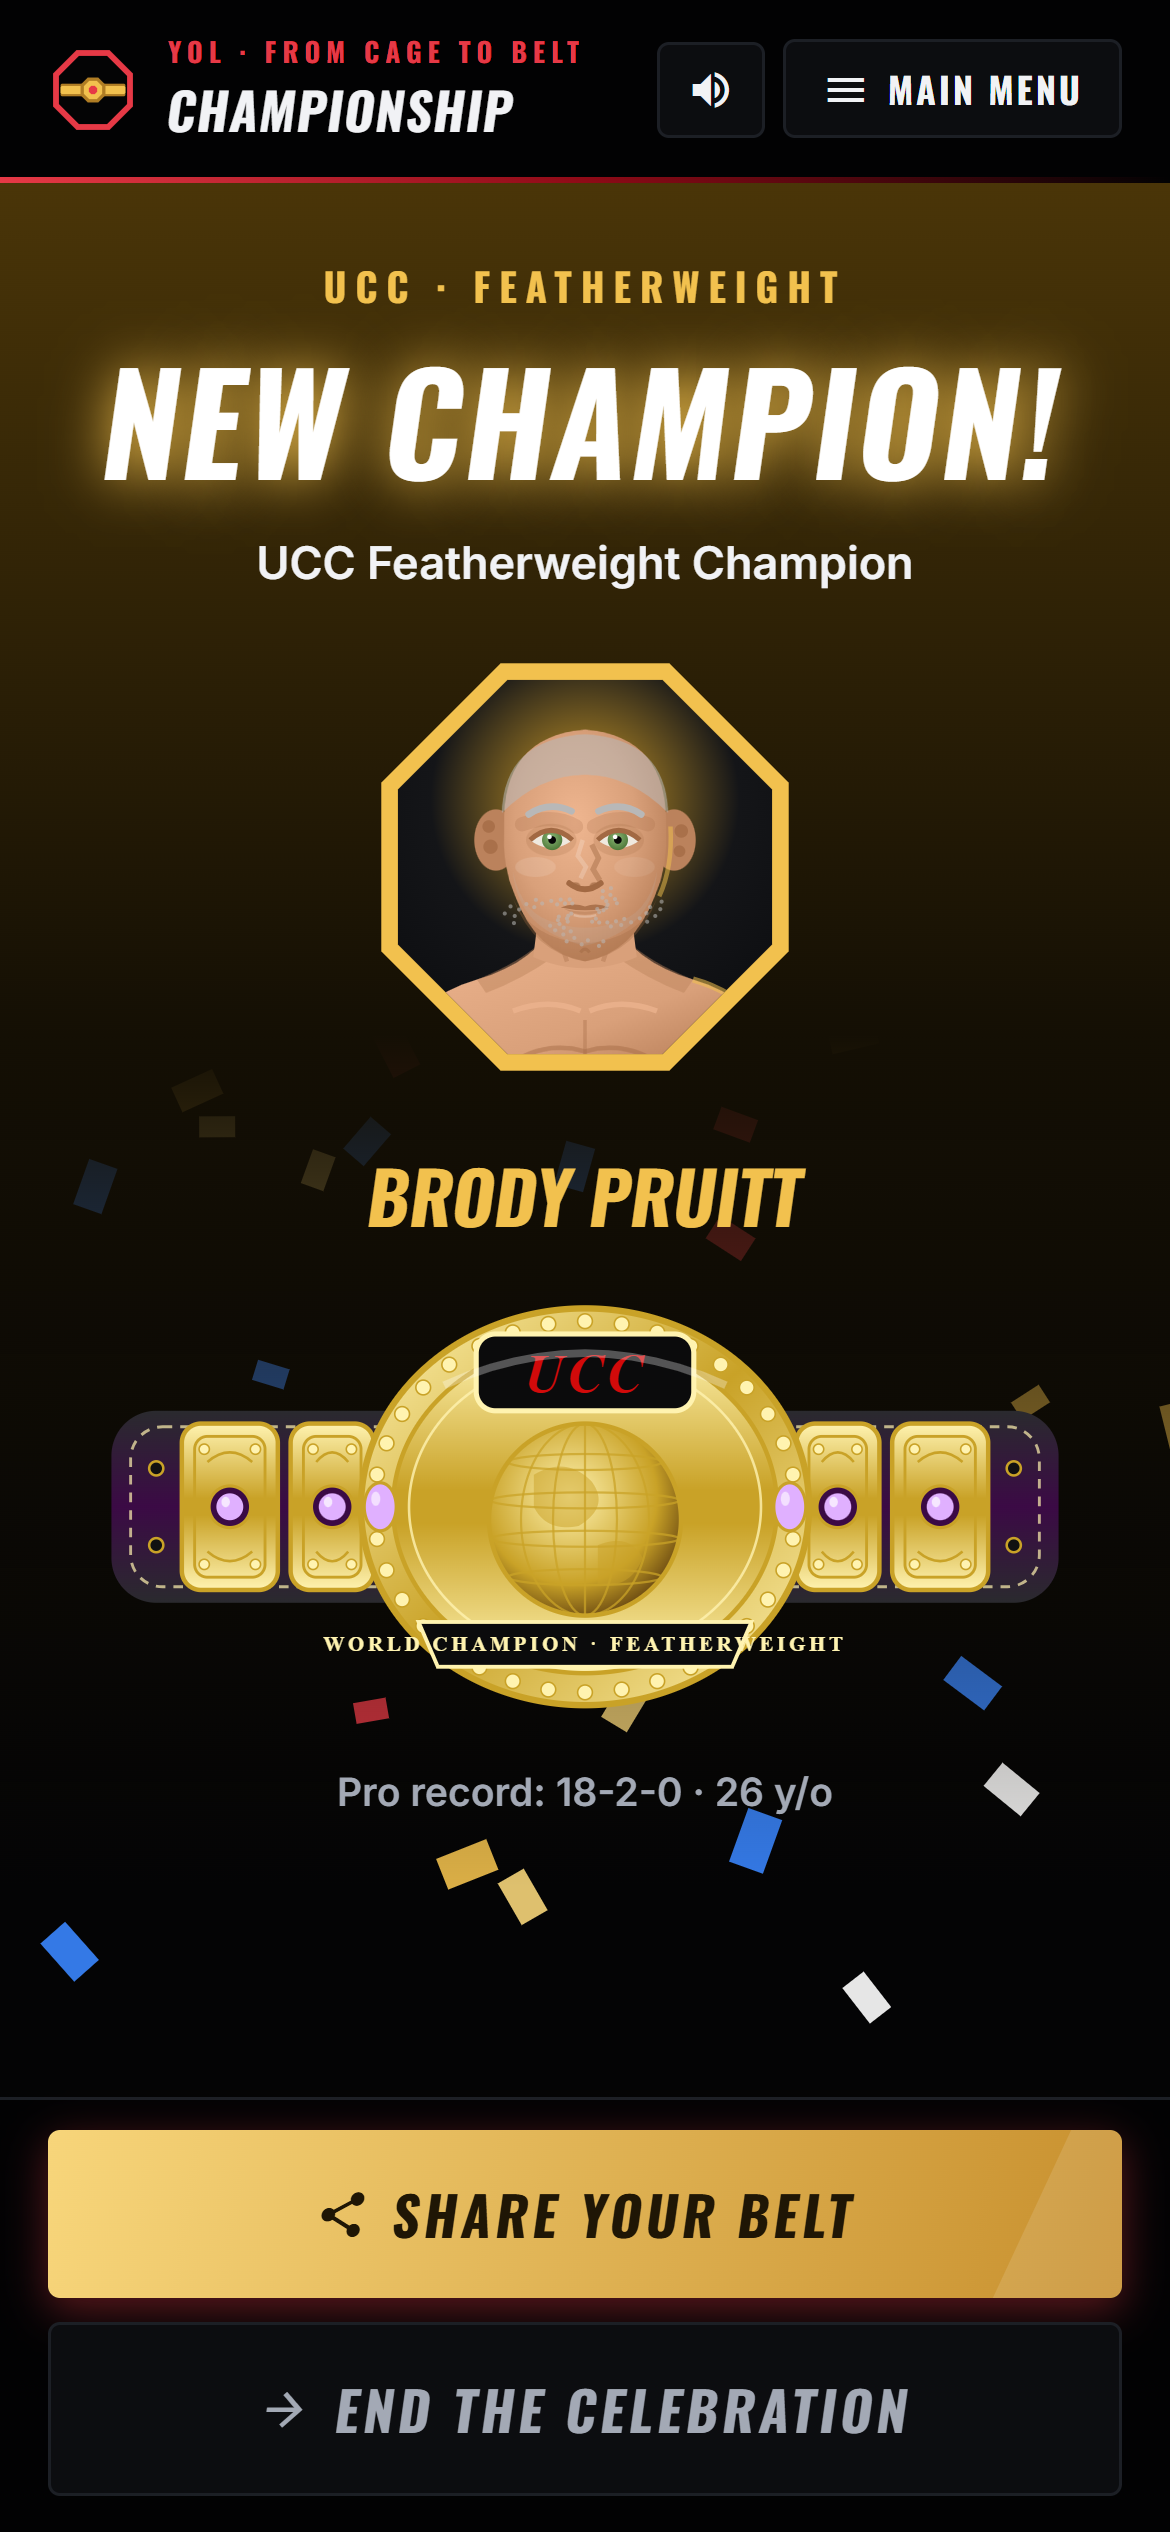 YOL · FROM CAGE TO BELT
CHAMPIONSHIP
MAIN MENU
UCC · FEATHERWEIGHT
NEW CHAMPION!
UCC Featherweight Champion
BRODY PRUITT
UCC
WORLD CHAMPION · FEATHERWEIGHT
Pro record: 18-2-0 · 26 y/o
SHARE YOUR BELT
END THE CELEBRATION